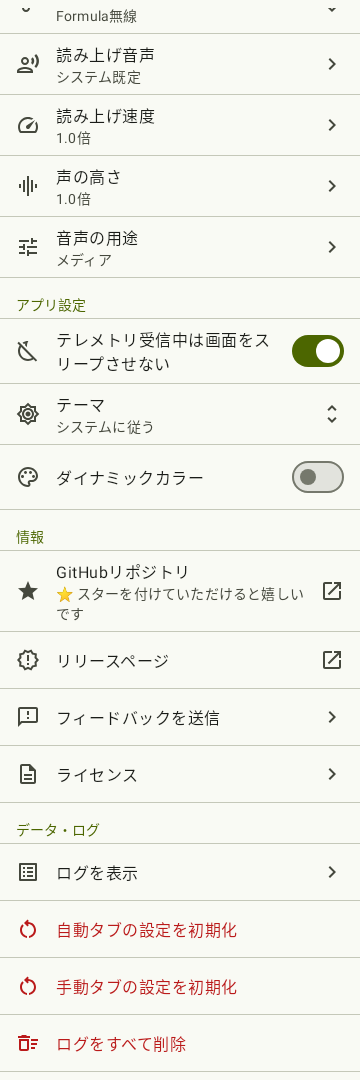 Formula無線
読み上げ音声
システム既定
読み上げ速度
1.0倍
声の高さ
1.0倍
音声の用途
メディア
アプリ設定
テレメトリ受信中は画面をス
リープさせない
テーマ
システムに従う
ダイナミックカラー
情報
GitHubリポジトリ
⭐ スターを付けていただけると嬉しい
です
リリースページ
フィードバックを送信
ライセンス
データ・ログ
ログを表示
自動タブの設定を初期化
手動タブの設定を初期化
ログをすべて削除